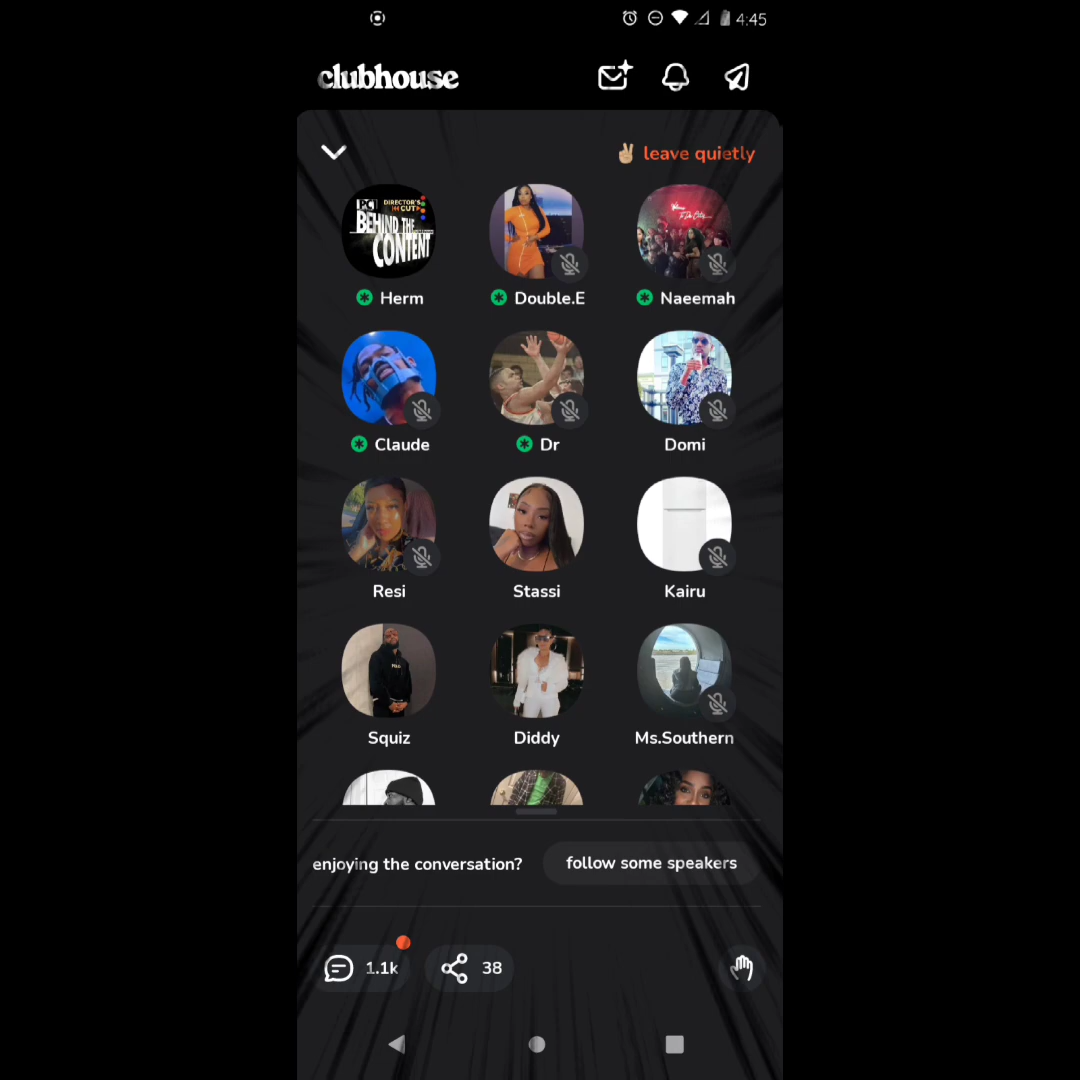 4:45
clubhouse
✌🏼 leave quietly
PC1 DIRECTOR'S CUT
BEHIND THE CONTENT
Herm
Double.E
Naeemah
Claude
Dr
Domi
Resi
Stassi
Kairu
Squiz
Diddy
Ms.Southern
enjoying the conversation?
follow some speakers
1.1k
38